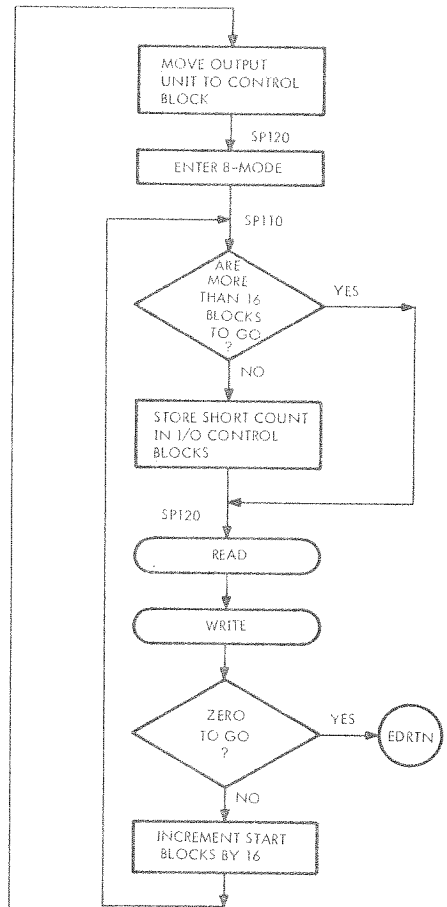 MOVE OUTPUT
UNIT TO CONTROL
BLOCK
SP120
ENTER 8-MODE
SP110
ARE
MORE
THAN 16
BLOCKS
TO GO
?
YES
NO
STORE SHORT COUNT
IN I/O CONTROL
BLOCKS
SP120
READ
WRITE
ZERO
TO GO
?
YES
EDRTN
NO
INCREMENT START
BLOCKS BY 16